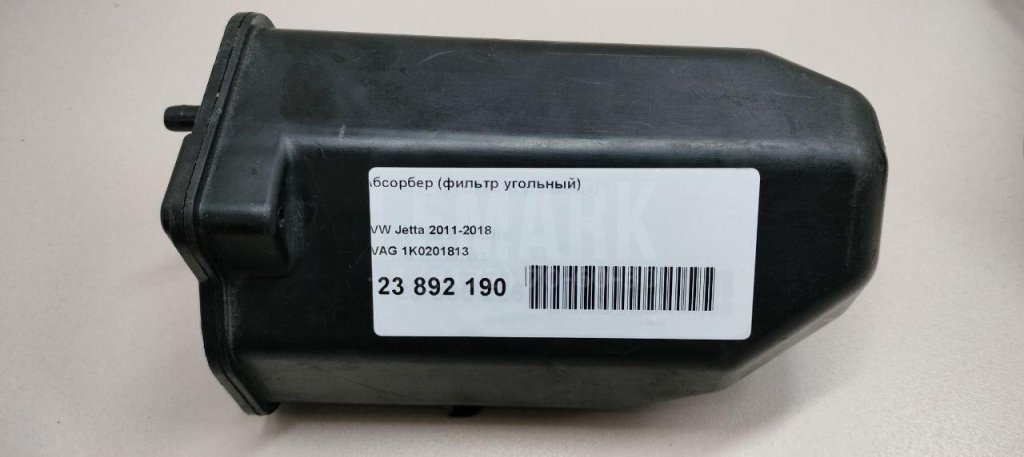 бсорбер (фильтр угольный)
VW Jetta 2011-2018
VAG 1K0201813
23 892 190